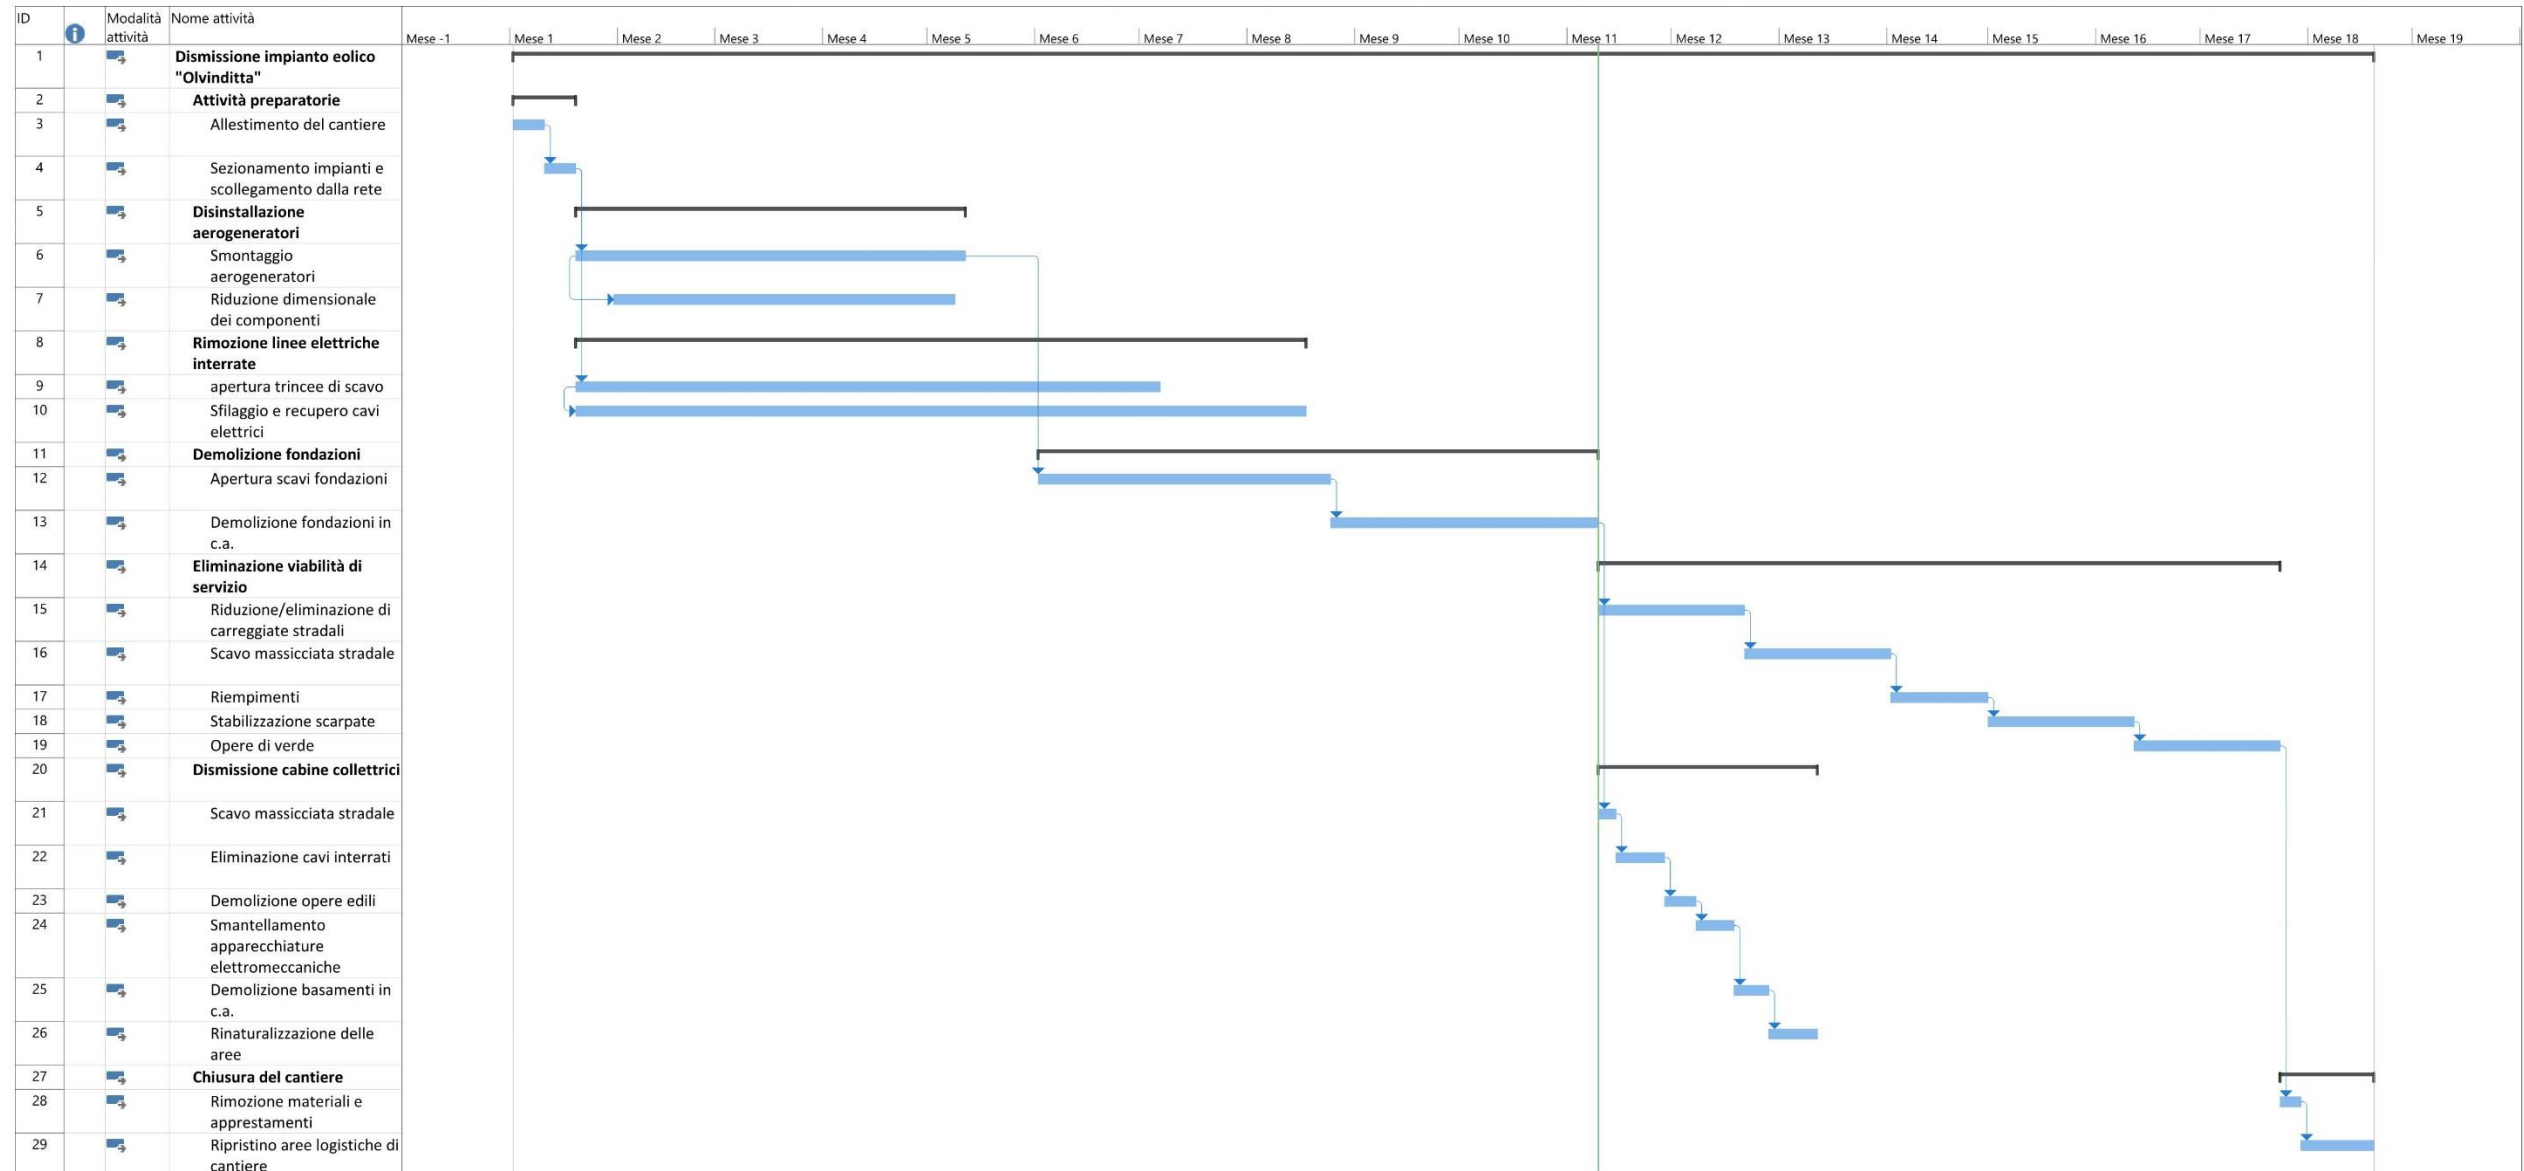 ID Modalità attività Nome attività
Mese -1 Mese 1 Mese 2 Mese 3 Mese 4 Mese 5 Mese 6 Mese 7 Mese 8 Mese 9 Mese 10 Mese 11 Mese 12 Mese 13 Mese 14 Mese 15 Mese 16 Mese 17 Mese 18 Mese 19
1 Dismissione impianto eolico
"Olvinditta"
2 Attività preparatorie
3 Allestimento del cantiere
4 Sezionamento impianti e
scollegamento dalla rete
5 Disinstallazione
aerogeneratori
6 Smontaggio
aerogeneratori
7 Riduzione dimensionale
dei componenti
8 Rimozione linee elettriche
interrate
9 apertura trincee di scavo
10 Sfilaggio e recupero cavi
elettrici
11 Demolizione fondazioni
12 Apertura scavi fondazioni
13 Demolizione fondazioni in
c.a.
14 Eliminazione viabilità di
servizio
15 Riduzione/eliminazione di
carreggiate stradali
16 Scavo massicciata stradale
17 Riempimenti
18 Stabilizzazione scarpate
19 Opere di verde
20 Dismissione cabine collettrici
21 Scavo massicciata stradale
22 Eliminazione cavi interrati
23 Demolizione opere edili
24 Smantellamento
apparecchiature
elettromeccaniche
25 Demolizione basamenti in
c.a.
26 Rinaturalizzazione delle
aree
27 Chiusura del cantiere
28 Rimozione materiali e
apprestamenti
29 Ripristino aree logistiche di
cantiere